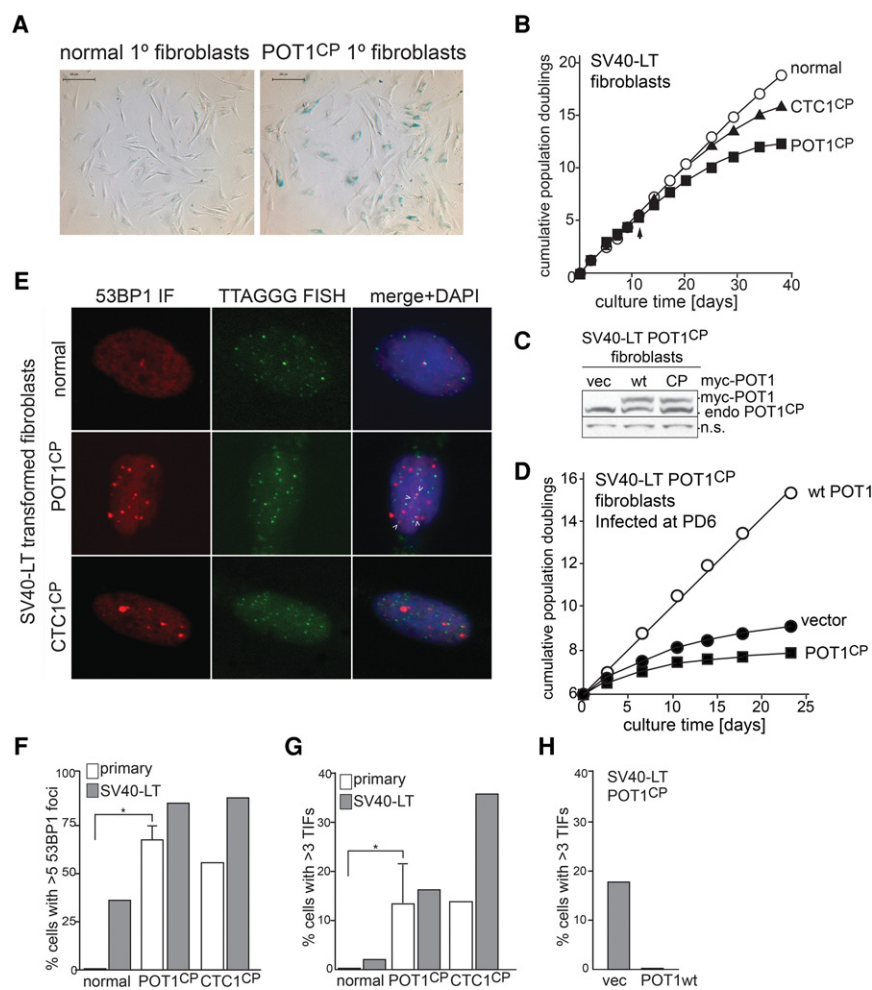 A
normal 1º fibroblasts
POT1CP 1º fibroblasts
B
cumulative population doublings
20
15
10
5
0
SV40-LT
fibroblasts
normal
CTC1CP
POT1CP
0
10
20
30
40
culture time [days]
C
SV40-LT POT1CP
fibroblasts
vec
wt
CP
myc-POT1
myc-POT1
endo POT1CP
n.s.
D
cumulative population doublings
16
14
12
10
8
6
SV40-LT POT1CP
fibroblasts
Infected at PD6
wt POT1
vector
POT1CP
0
5
10
15
20
25
culture time [days]
E
53BP1 IF
TTAGGG FISH
merge+DAPI
SV40-LT transformed fibroblasts
normal
POT1CP
CTC1CP
F
% cells with >5 53BP1 foci
100
75
50
25
0
primary
SV40-LT
*
normal
POT1CP
CTC1CP
G
% cells with >3 TIFs
40
30
20
10
0
primary
SV40-LT
*
normal
POT1CP
CTC1CP
H
% cells with >3 TIFs
40
30
20
10
0
SV40-LT
POT1CP
vec
POT1wt